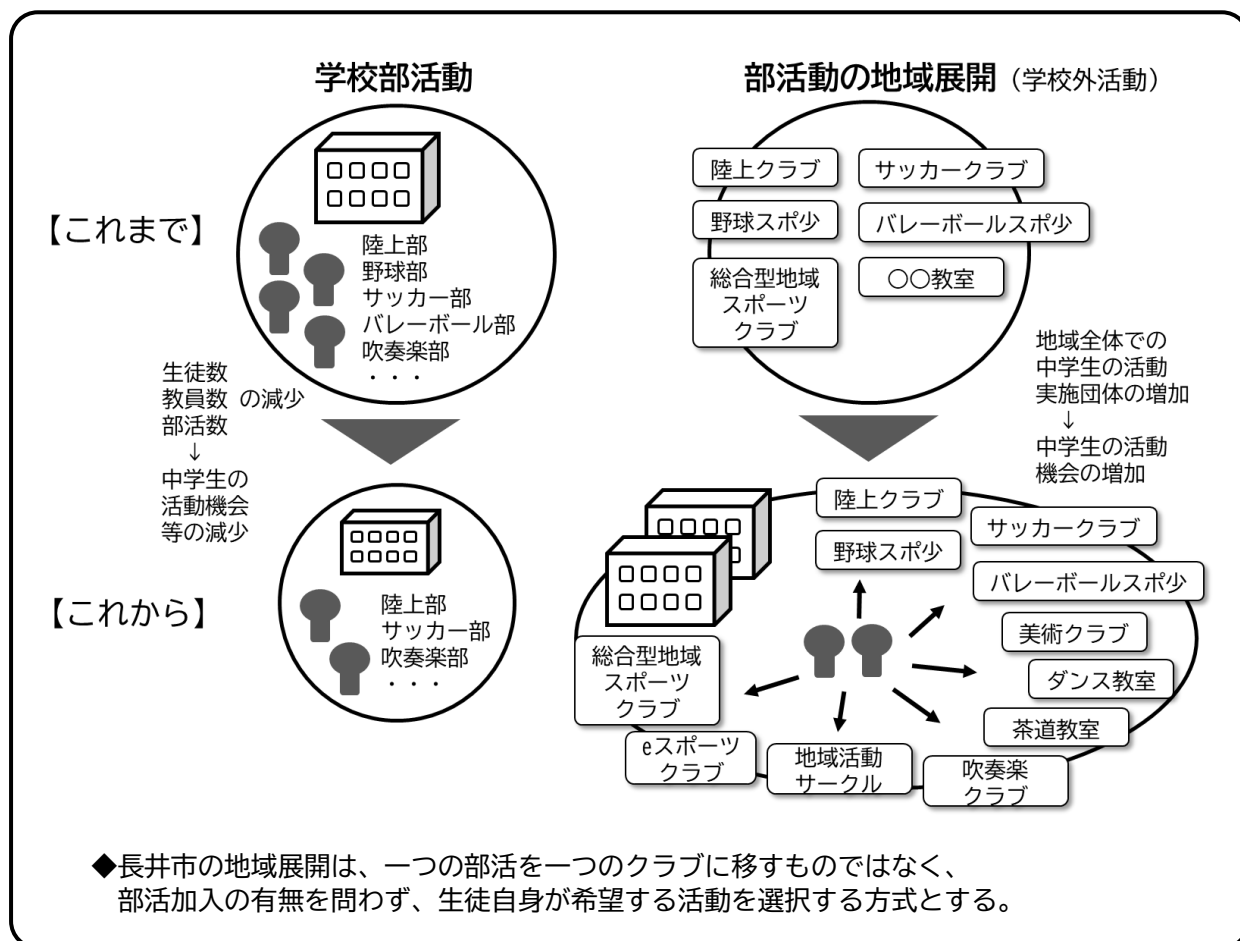 学校部活動
部活動の地域展開（学校外活動）
【これまで】
陸上部
野球部
サッカー部
バレーボール部
吹奏楽部
・・・
陸上クラブ
サッカークラブ
野球スポ少
バレーボールスポ少
総合型地域
スポーツ
クラブ
〇〇教室
生徒数
教員数 の減少
部活数
↓
中学生の
活動機会
等の減少
地域全体での
中学生の活動
実施団体の増加
↓
中学生の活動
機会の増加
【これから】
陸上部
サッカー部
吹奏楽部
・・・
陸上クラブ
サッカークラブ
野球スポ少
バレーボールスポ少
美術クラブ
総合型地域
スポーツ
クラブ
ダンス教室
茶道教室
eスポーツ
クラブ
地域活動
サークル
吹奏楽
クラブ
◆長井市の地域展開は、一つの部活を一つのクラブに移すものではなく、
部活加入の有無を問わず、生徒自身が希望する活動を選択する方式とする。